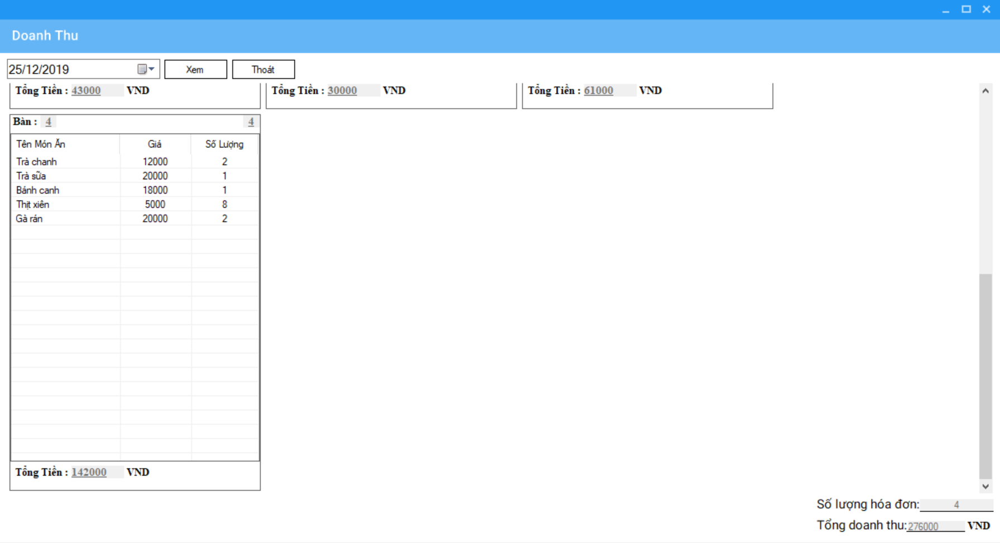 Doanh Thu
25/12/2019 Xem Thoát
Tổng Tiền : 43000 VND Tổng Tiền : 30000 VND Tổng Tiền : 61000 VND
Bàn : 4 4
Tên Món Ăn Giá Số Lượng
Trà chanh 12000 2
Trà sữa 20000 1
Bánh canh 18000 1
Thịt xiên 5000 8
Gà rán 20000 2
Tổng Tiền : 142000 VND
Số lượng hóa đơn: 4
Tổng doanh thu: 276000 VND